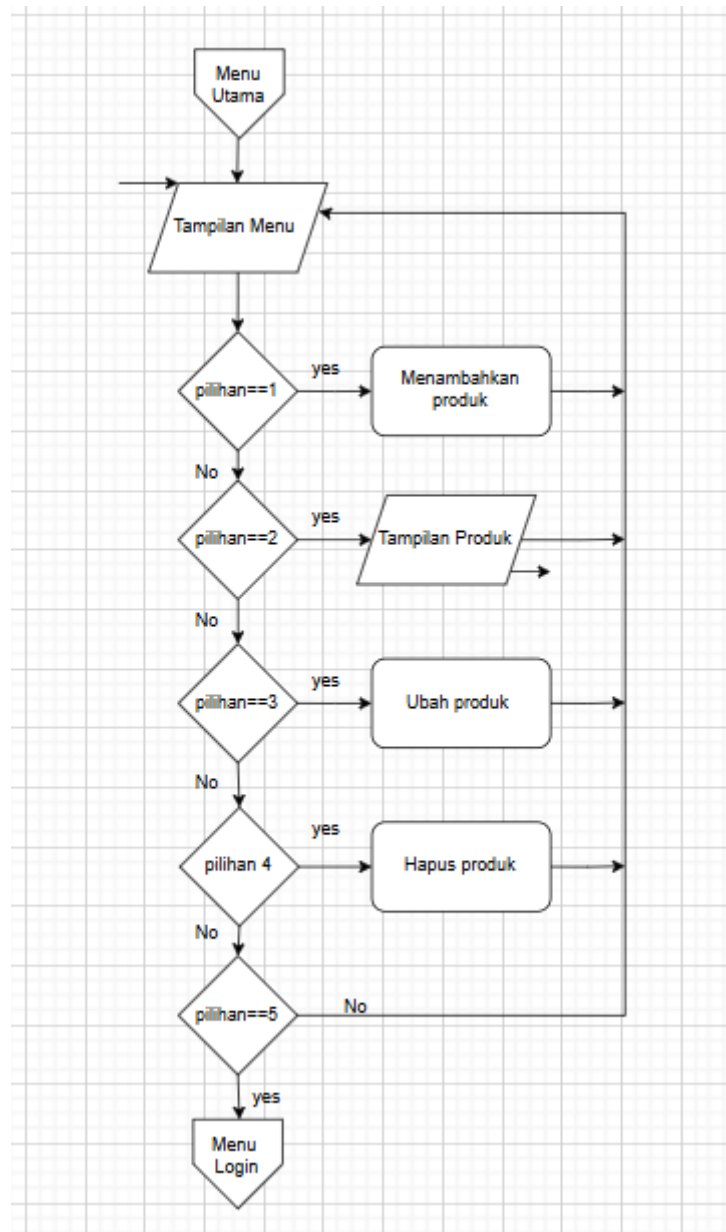 Menu
Utama
Tampilan Menu
pilihan==1
yes
Menambahkan
produk
No
pilihan==2
yes
Tampilan Produk
No
pilihan==3
yes
Ubah produk
No
pilihan 4
yes
Hapus produk
No
pilihan==5
No
yes
Menu
Login